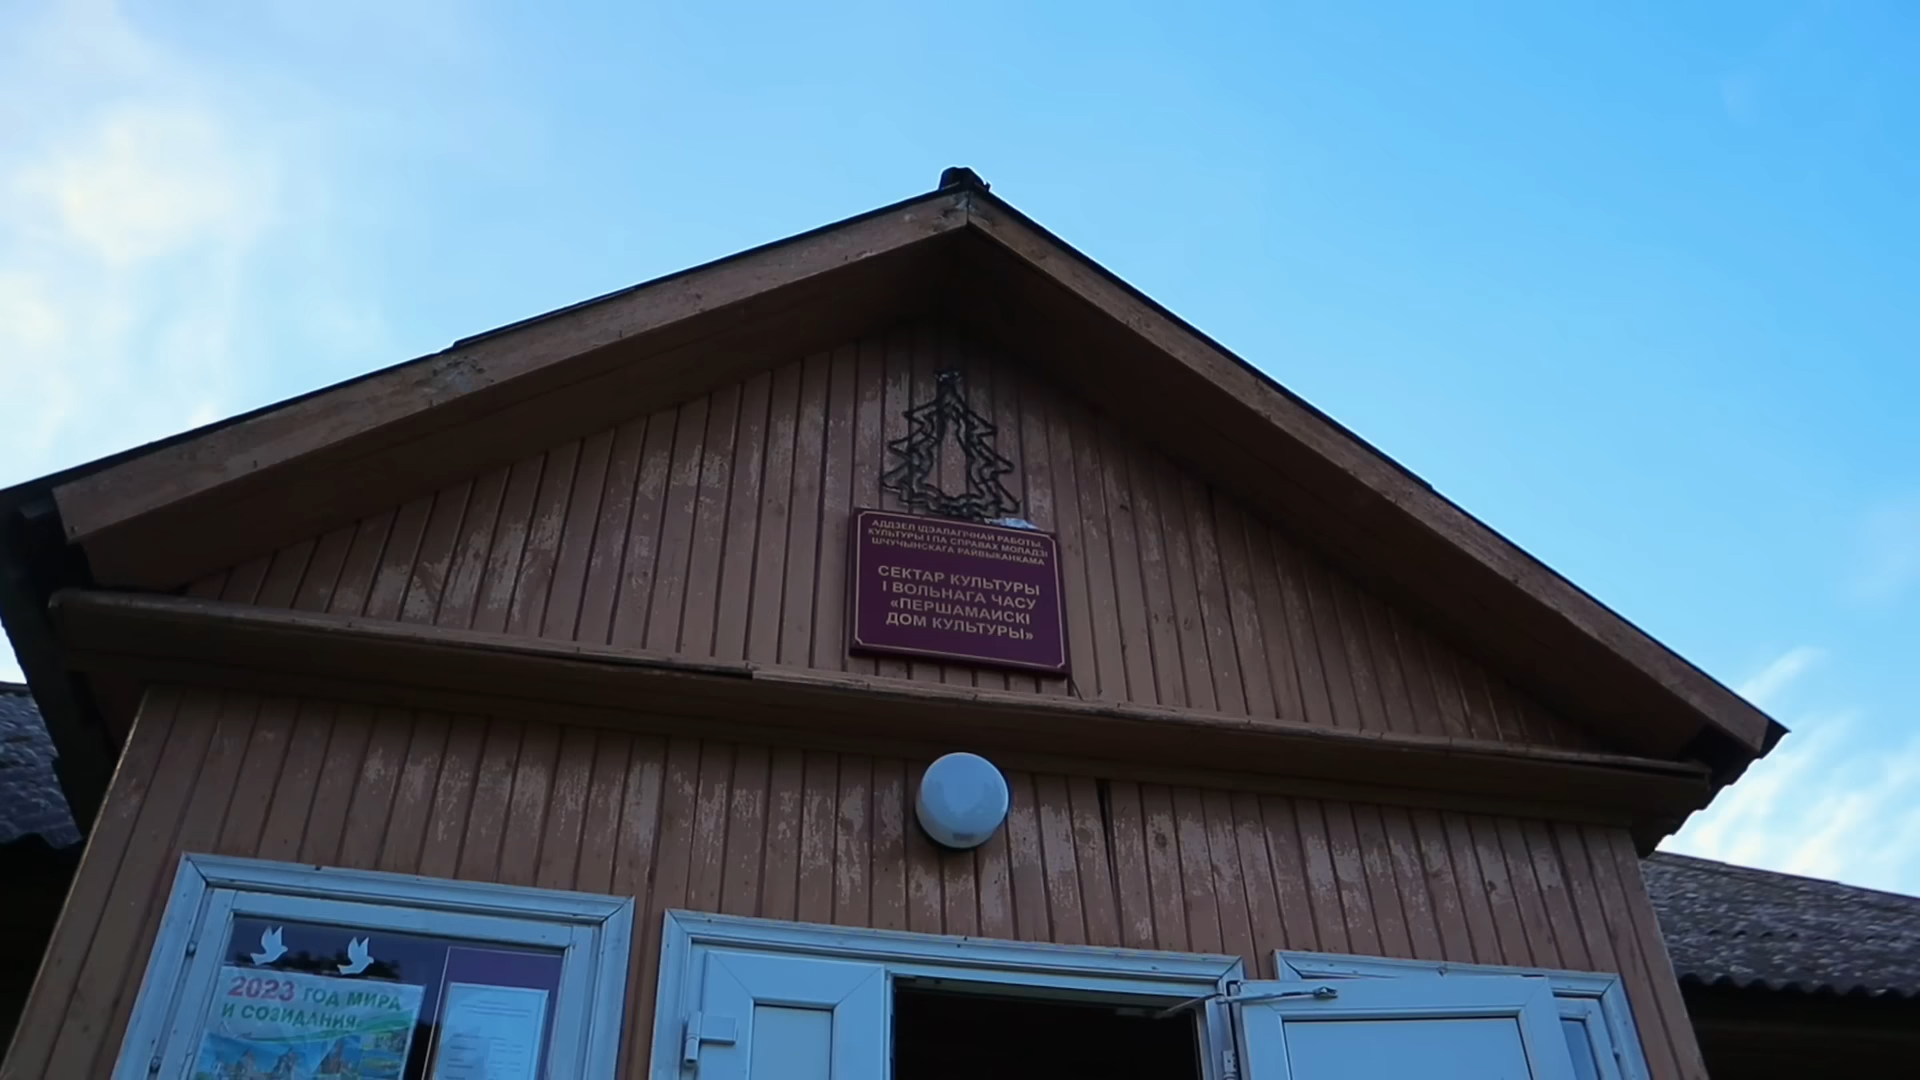 АДДЗЕЛ ІДЭАЛАГІЧНАЙ РАБОТЫ,
КУЛЬТУРЫ І ПА СПРАВАХ МОЛАДЗІ
ШЧУЧЫНСКАГА РАЙВЫКАНКАМА
СЕКТАР КУЛЬТУРЫ
І ВОЛЬНАГА ЧАСУ
«ПЕРШАМАЙСКІ
ДОМ КУЛЬТУРЫ»
2023 ГОД МИРА
И СОЗИДАНИЯ